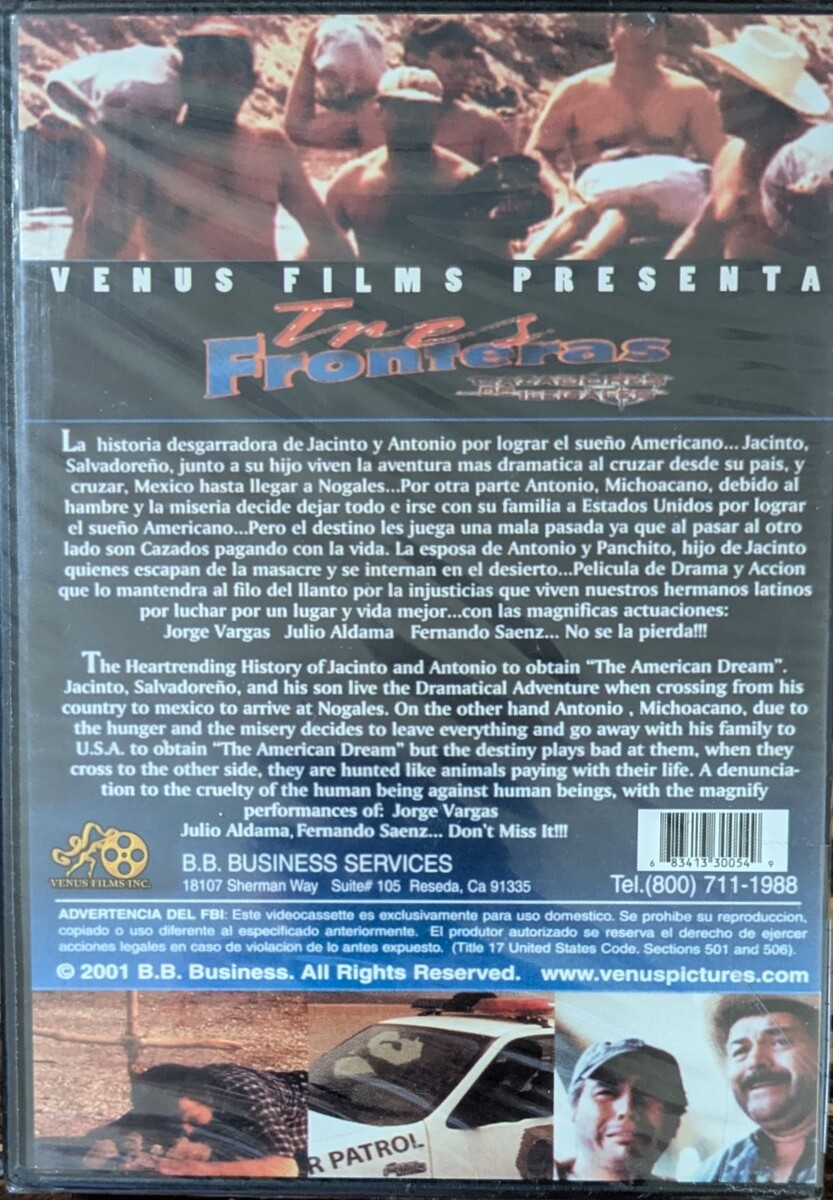 VENUS FILMS PRESENTA
Tres
Fronteras
CAZADORES
DE ILEGALES
La historia desgarradora de Jacinto y Antonio por lograr el sueño Americano... Jacinto,
Salvadoreño, junto a su hijo viven la aventura mas dramatica al cruzar desde su pais, y
cruzar, Mexico hasta llegar a Nogales...Por otra parte Antonio, Michoacano, debido al
hambre y la miseria decide dejar todo e irse con su familia a Estados Unidos por lograr
el sueño Americano...Pero el destino les juega una mala pasada ya que al pasar al otro
lado son Cazados pagando con la vida. La esposa de Antonio y Panchito, hijo de Jacinto
quienes escapan de la masacre y se internan en el desierto...Pelicula de Drama y Accion
que lo mantendra al filo del llanto por la injusticias que viven nuestros hermanos latinos
por luchar por un lugar y vida mejor...con las magnificas actuaciones:
Jorge Vargas Julio Aldama Fernando Saenz... No se la pierda!!!
The Heartrending History of Jacinto and Antonio to obtain “The American Dream”.
Jacinto, Salvadoreño, and his son live the Dramatical Adventure when crossing from his
country to mexico to arrive at Nogales. On the other hand Antonio , Michoacano, due to
the hunger and the misery decides to leave everything and go away with his family to
U.S.A. to obtain “The American Dream” but the destiny plays bad at them, when they
cross to the other side, they are hunted like animals paying with their life. A denuncia-
tion to the cruelty of the human being against human beings, with the magnify
performances of: Jorge Vargas
Julio Aldama, Fernando Saenz... Don't Miss It!!!
VENUS FILMS INC.
B.B. BUSINESS SERVICES
18107 Sherman Way Suite# 105 Reseda, Ca 91335
6 83413 30054 9
Tel.(800) 711-1988
ADVERTENCIA DEL FBI: Este videocassette es exclusivamente para uso domestico. Se prohibe su reproduccion,
copiado o uso diferente al especificado anteriormente. El produtor autorizado se reserva el derecho de ejercer
acciones legales en caso de violacion de lo antes expuesto. (Title 17 United States Code. Sections 501 and 506).
© 2001 B.B. Business. All Rights Reserved. www.venuspictures.com
R PATROL